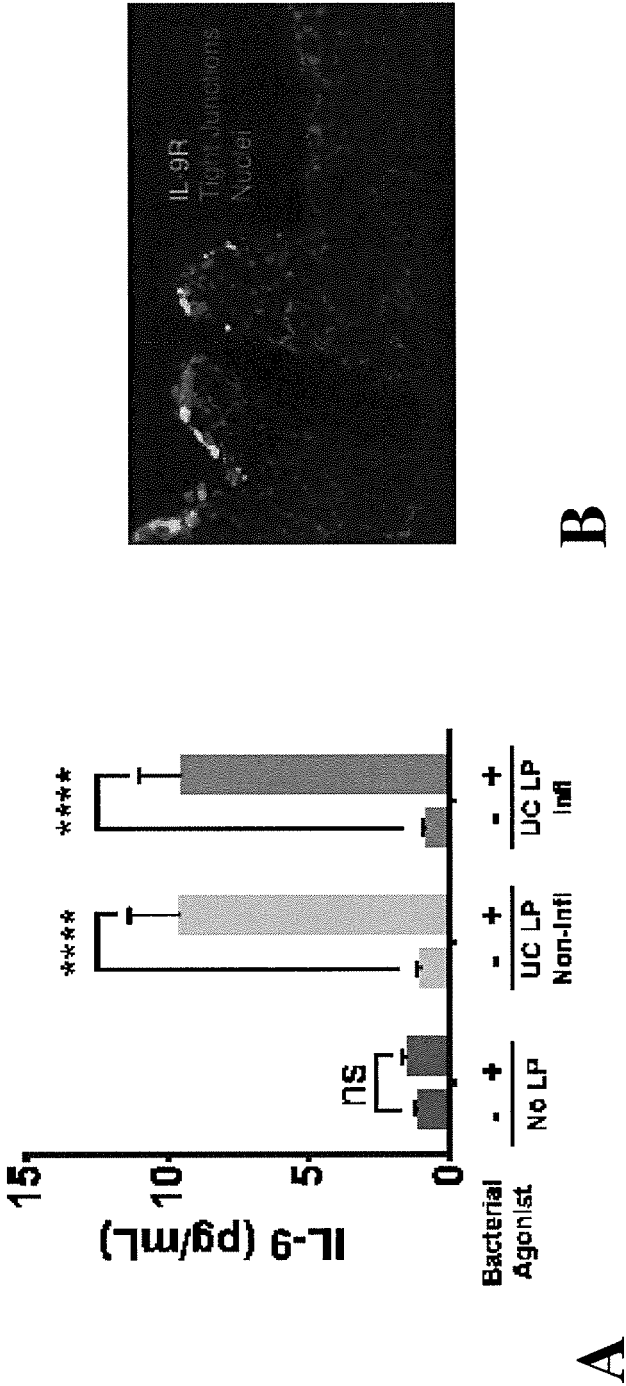 A
IL-9 (pg/mL)
15
10
5
0
ns
****
****
Bacterial
Agonist
- + - + - +
No LP
UC LP
Non-Infl
UC LP
Infl
B
IL-9R
Tight Junctions
Nuclei